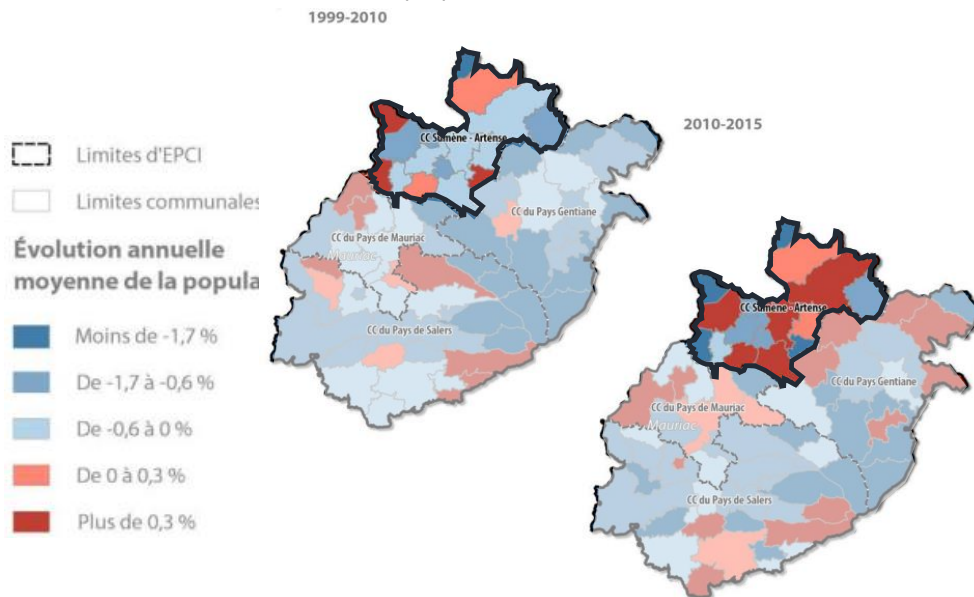 1999-2010
CC Sumène - Artense
CC du Pays Gentiane
CC du Pays de Mauriac
Mauriac
CC du Pays de Salers
2010-2015
CC Sumène - Artense
CC du Pays Gentiane
CC du Pays de Mauriac
Mauriac
CC du Pays de Salers
Limites d'EPCI
Limites communales
Évolution annuelle
moyenne de la popula
Moins de -1,7 %
De -1,7 à -0,6 %
De -0,6 à 0 %
De 0 à 0,3 %
Plus de 0,3 %